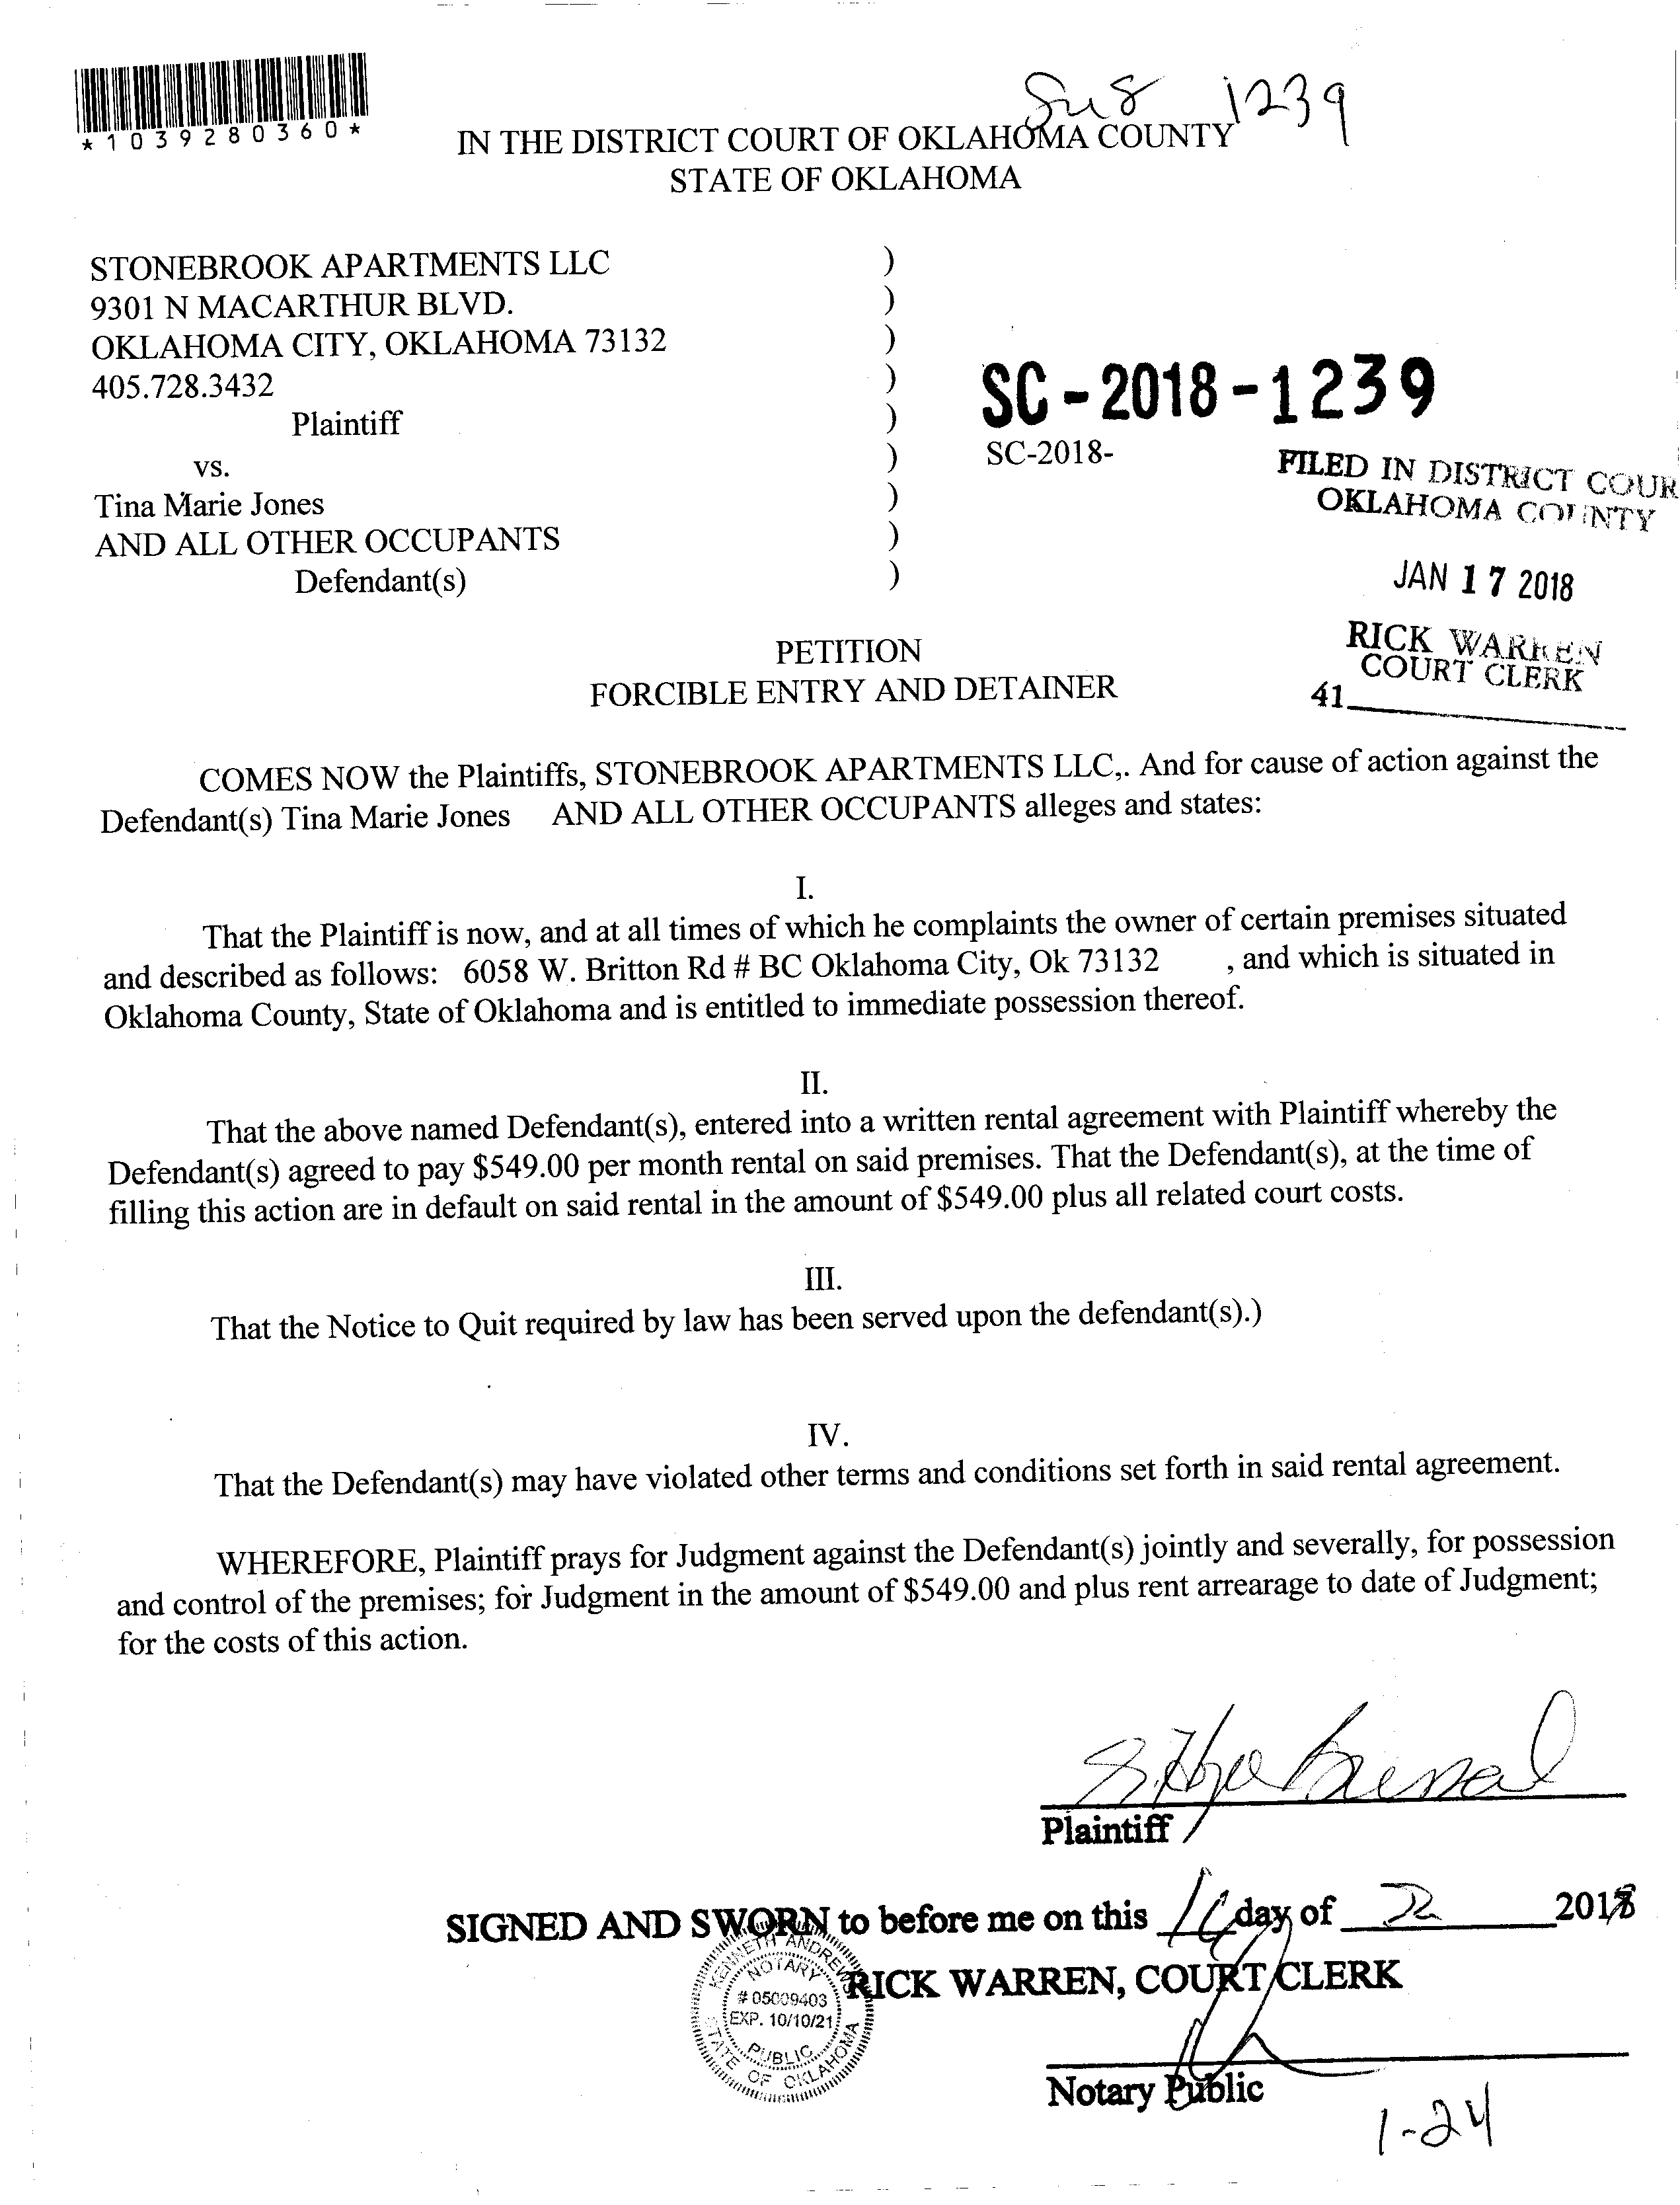 *1039280360*
1239
IN THE DISTRICT COURT OF OKLAHOMA COUNTY
STATE OF OKLAHOMA
STONEBROOK APARTMENTS LLC )
9301 N MACARTHUR BLVD. )
OKLAHOMA CITY, OKLAHOMA 73132 )
405.728.3432 )
Plaintiff )
vs. )
Tina Marie Jones )
AND ALL OTHER OCCUPANTS )
Defendant(s) )
SC-2018-1239
SC-2018-
FILED IN DISTRICT COUR
OKLAHOMA COUNTY
JAN 17 2018
RICK WARREN
COURT CLERK
41
PETITION
FORCIBLE ENTRY AND DETAINER
COMES NOW the Plaintiffs, STONEBROOK APARTMENTS LLC,. And for cause of action against the
Defendant(s) Tina Marie Jones AND ALL OTHER OCCUPANTS alleges and states:
I.
That the Plaintiff is now, and at all times of which he complaints the owner of certain premises situated
and described as follows: 6058 W. Britton Rd # BC Oklahoma City, Ok 73132 , and which is situated in
Oklahoma County, State of Oklahoma and is entitled to immediate possession thereof.
II.
That the above named Defendant(s), entered into a written rental agreement with Plaintiff whereby the
Defendant(s) agreed to pay $549.00 per month rental on said premises. That the Defendant(s), at the time of
filling this action are in default on said rental in the amount of $549.00 plus all related court costs.
III.
That the Notice to Quit required by law has been served upon the defendant(s).)
IV.
That the Defendant(s) may have violated other terms and conditions set forth in said rental agreement.
WHEREFORE, Plaintiff prays for Judgment against the Defendant(s) jointly and severally, for possession
and control of the premises; for Judgment in the amount of $549.00 and plus rent arrearage to date of Judgment;
for the costs of this action.
Plaintiff
SIGNED AND SWORN to before me on this day of 2018
RICK WARREN, COURT CLERK
KENNETH ANDREWS
NOTARY
# 05009403
EXP. 10/10/21
PUBLIC
STATE OF OKLAHOMA
Notary Public
1-24